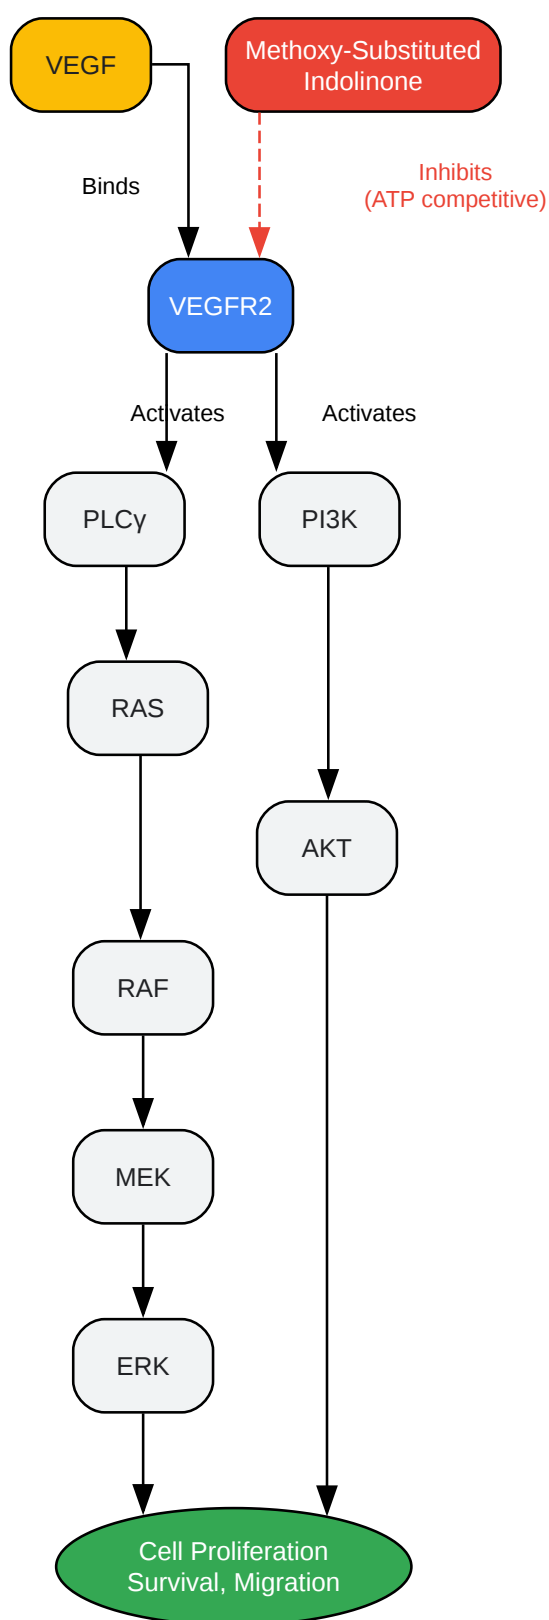 VEGF
Methoxy-Substituted
Indolinone
Binds
Inhibits
(ATP competitive)
VEGFR2
Activates
Activates
PLCγ
PI3K
RAS
AKT
RAF
MEK
ERK
Cell Proliferation
Survival, Migration